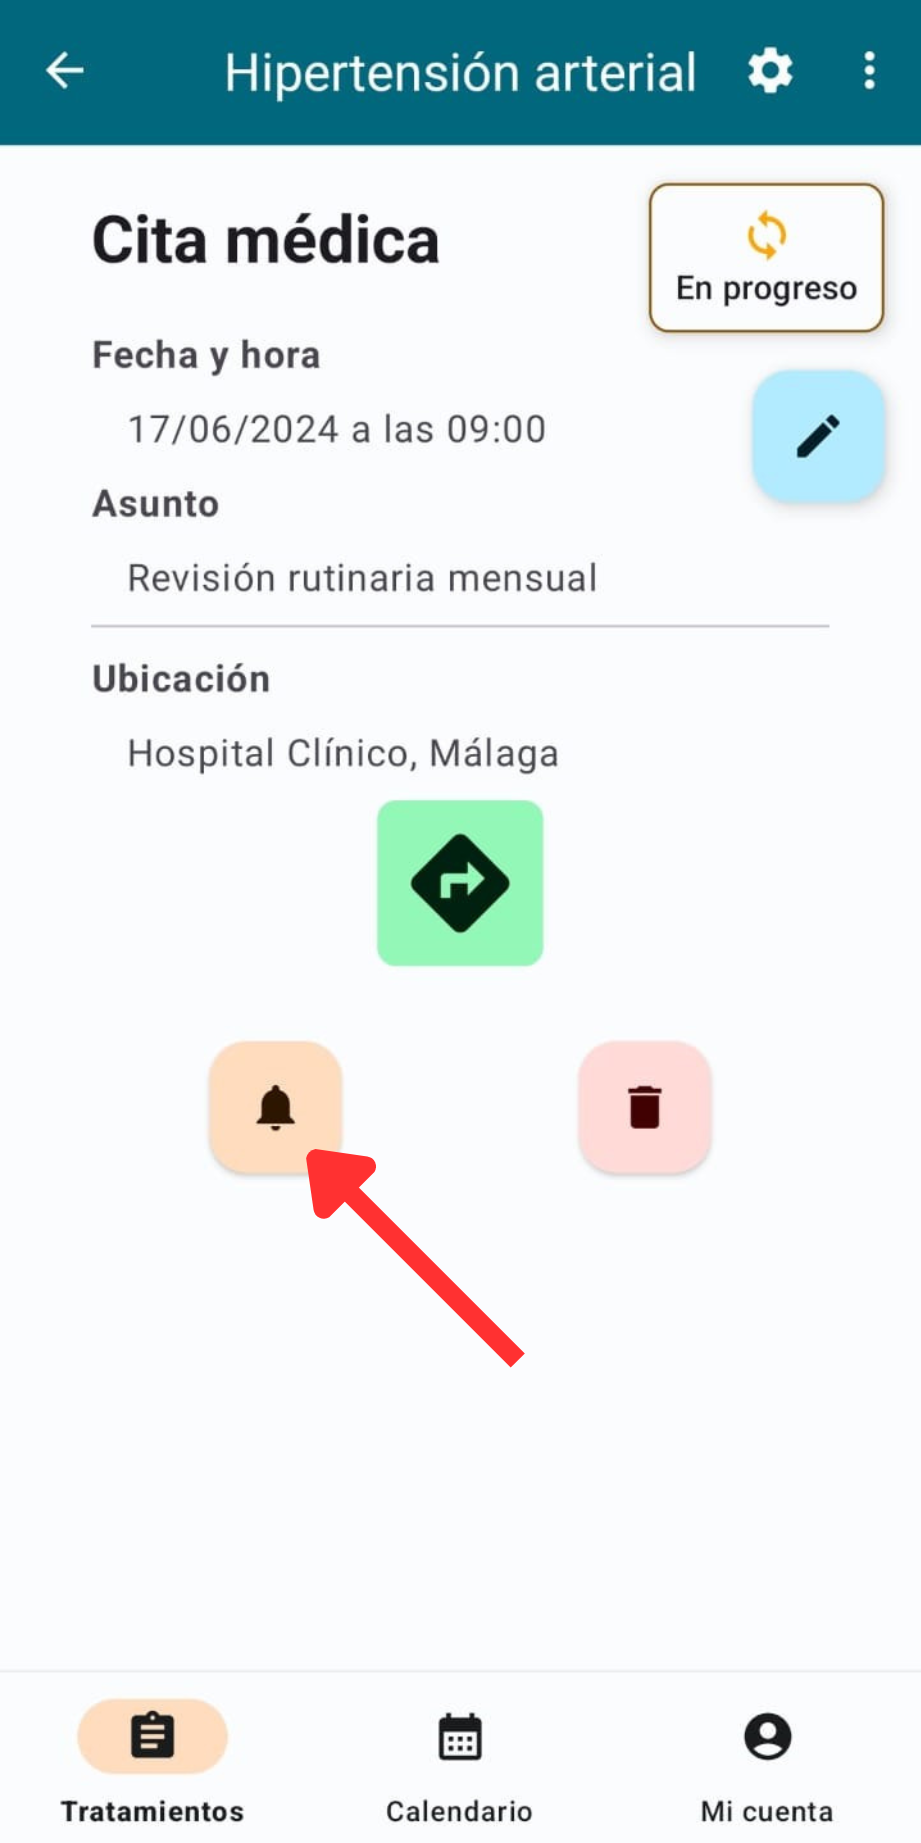 Hipertensión arterial
Cita médica
En progreso
Fecha y hora
17/06/2024 a las 09:00
Asunto
Revisión rutinaria mensual
Ubicación
Hospital Clínico, Málaga
Tratamientos
Calendario
Mi cuenta